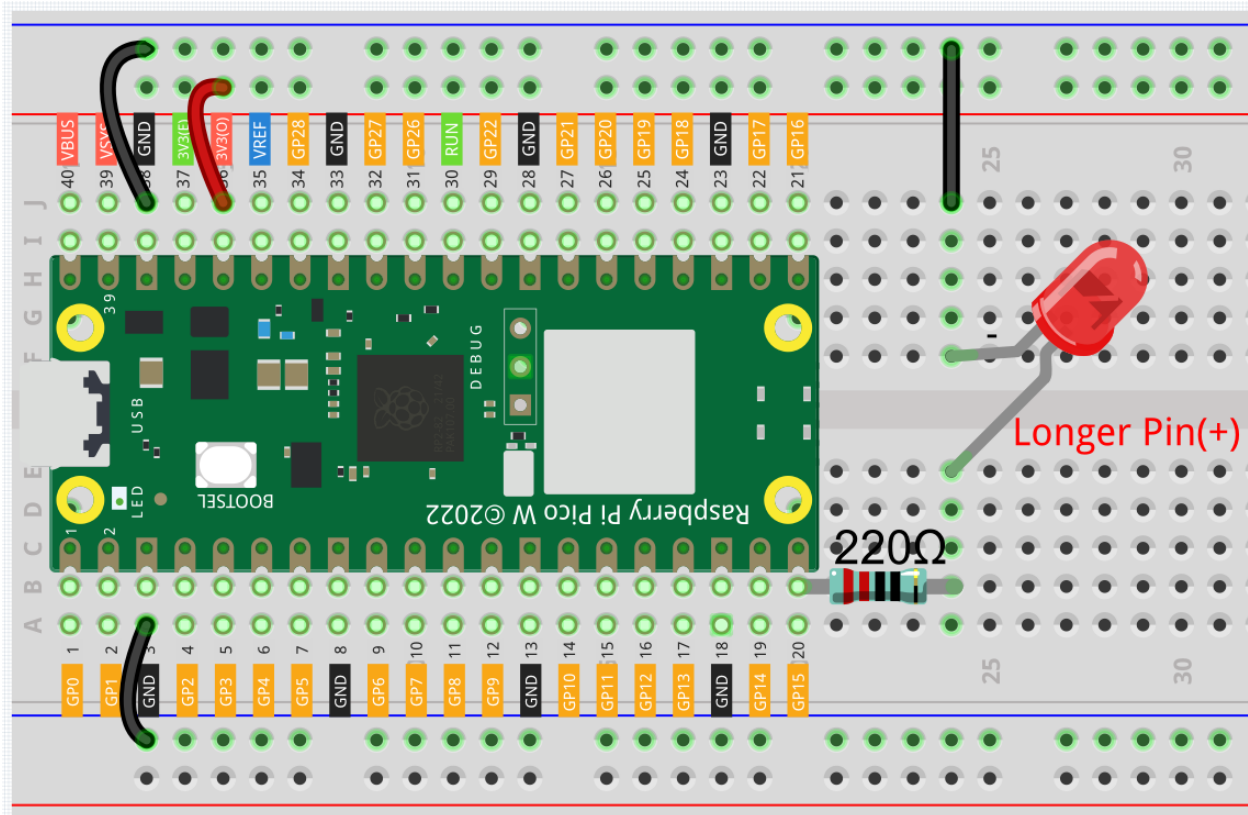 VBUS VSYS GND 3V3(E) 3V3(O) VREF GP28 GND GP27 GP26 RUN GP22 GND GP21 GP20 GP19 GP18 GND GP17 GP16
40 39 38 37 36 35 34 33 32 31 30 29 28 27 26 25 24 23 22 21
25 30
J
I
H
G
F
39
DEBUG
USB
-
Longer Pin(+)
E
D
C
B
A
LED
BOOTSEL
Raspberry Pi Pico W ©2022
1 2
220Ω
1 2 3 4 5 6 7 8 9 10 11 12 13 14 15 16 17 18 19 20
25 30
GP0 GP1 GND GP2 GP3 GP4 GP5 GND GP6 GP7 GP8 GP9 GND GP10 GP11 GP12 GP13 GND GP14 GP15